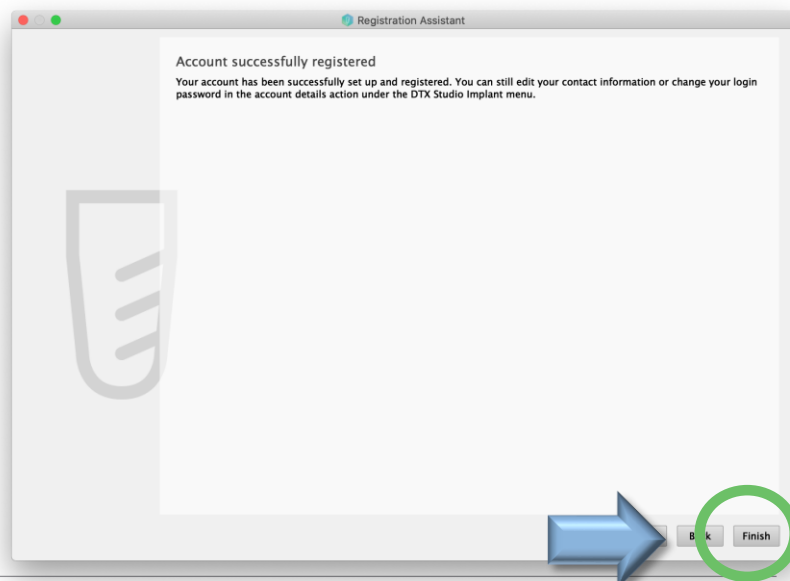 Registration Assistant
Account successfully registered
Your account has been successfully set up and registered. You can still edit your contact information or change your login
password in the account details action under the DTX Studio Implant menu.
Finish